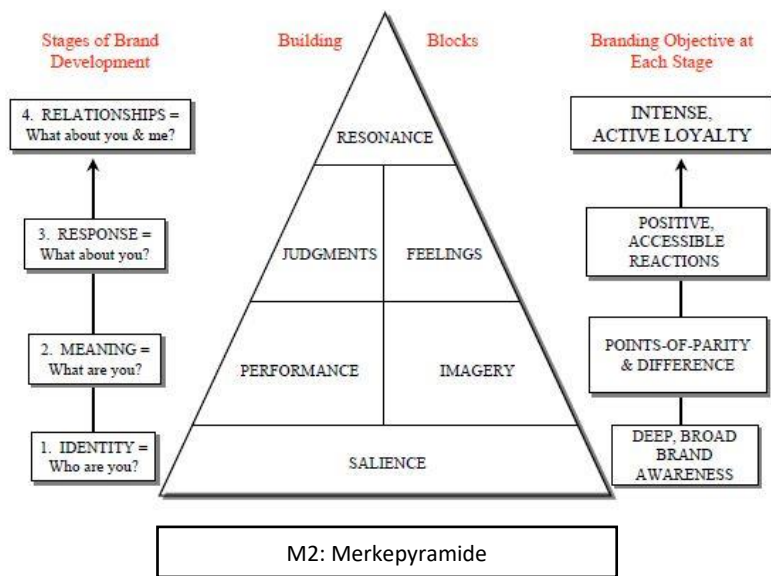 Stages of Brand
Development
Building
Blocks
Branding Objective at
Each Stage
4. RELATIONSHIPS =
What about you & me?
RESONANCE
INTENSE,
ACTIVE LOYALTY
3. RESPONSE =
What about you?
JUDGMENTS
FEELINGS
POSITIVE,
ACCESSIBLE
REACTIONS
2. MEANING =
What are you?
PERFORMANCE
IMAGERY
POINTS-OF-PARITY
& DIFFERENCE
1. IDENTITY =
Who are you?
SALIENCE
DEEP, BROAD
BRAND
AWARENESS
M2: Merkepyramide